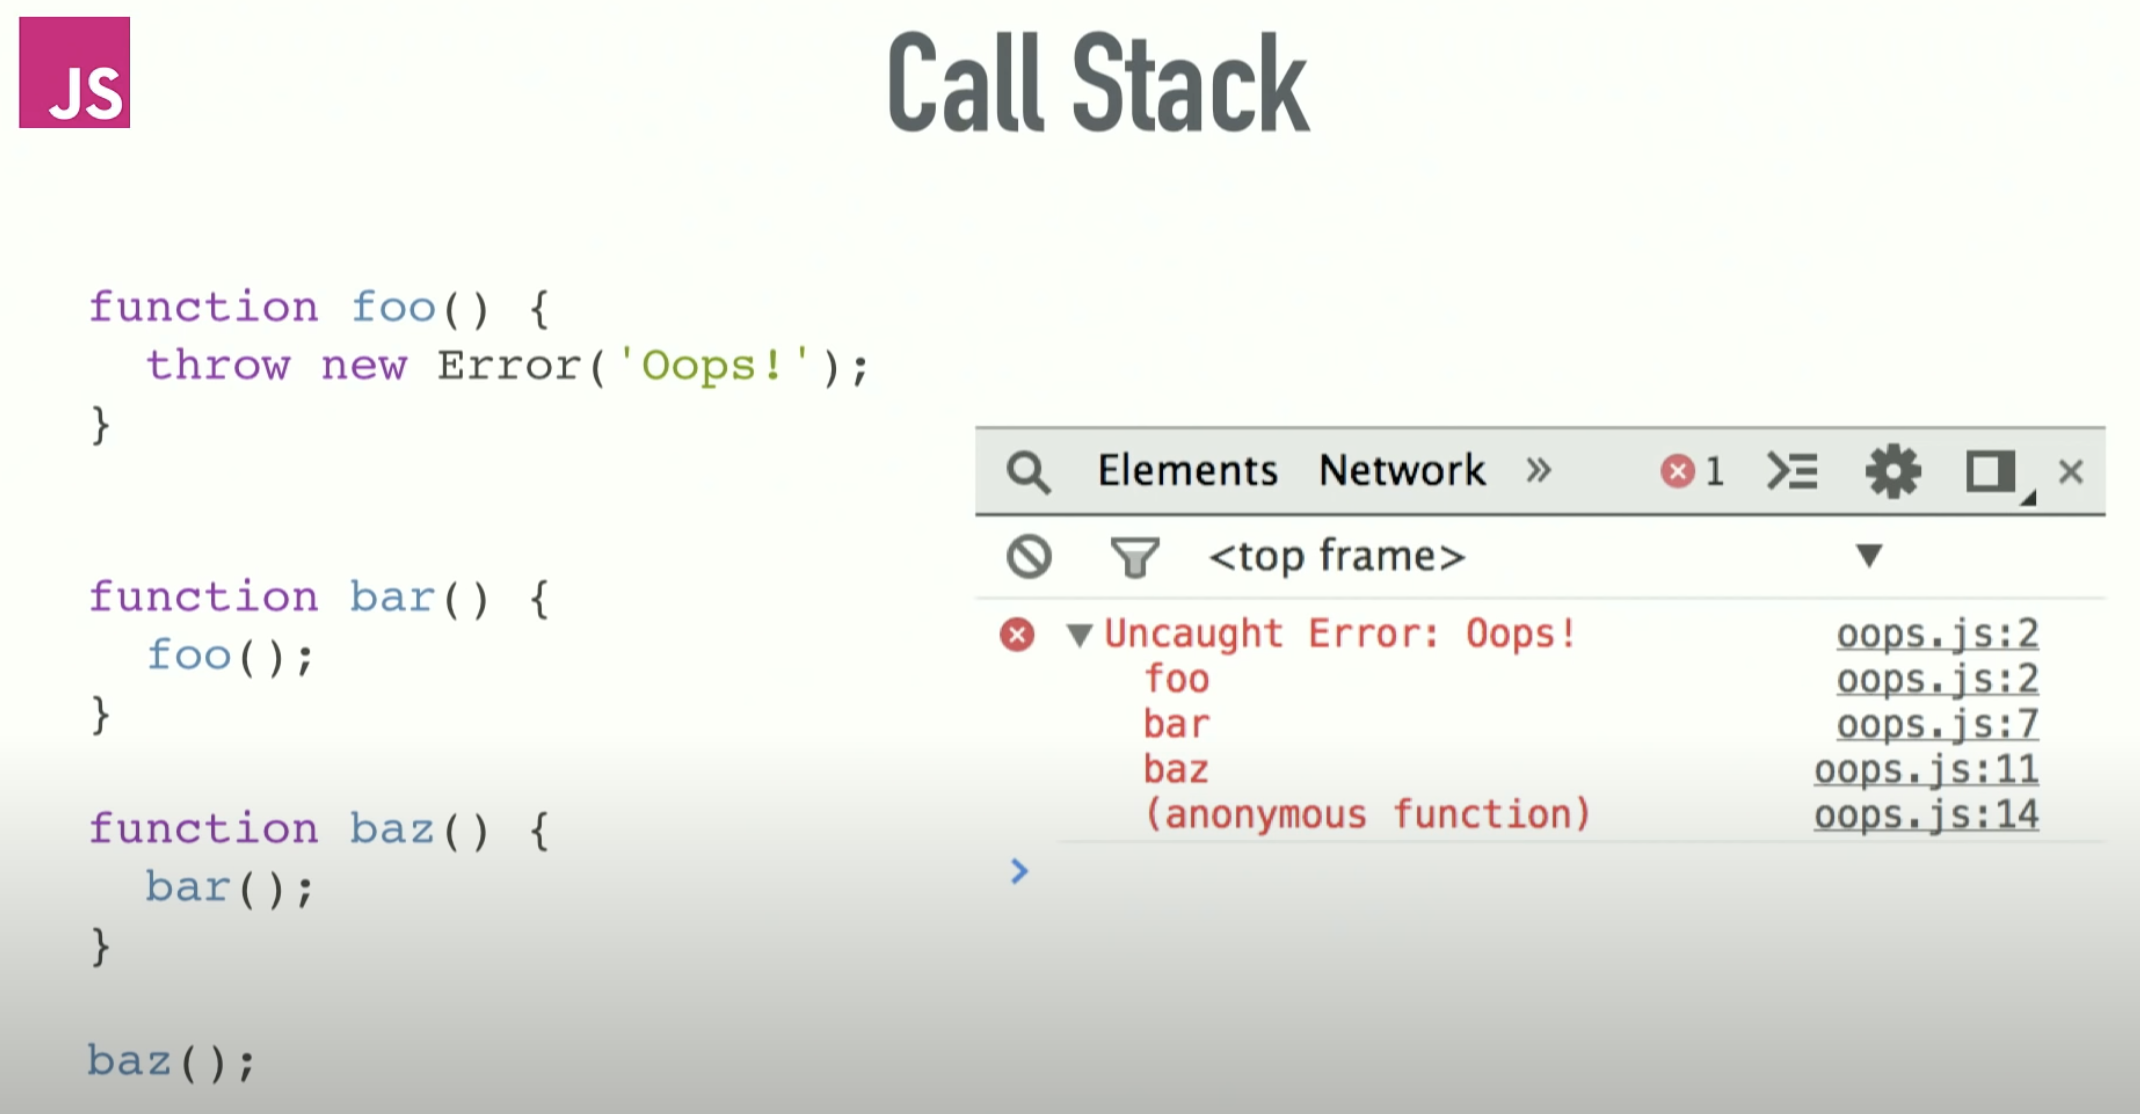 JS
Call Stack
function foo() {
  throw new Error('Oops!');
}
function bar() {
  foo();
}
function baz() {
  bar();
}
baz();
Elements Network » 1 ×
<top frame> ▼
▼ Uncaught Error: Oops! oops.js:2
foo oops.js:2
bar oops.js:7
baz oops.js:11
(anonymous function) oops.js:14
>